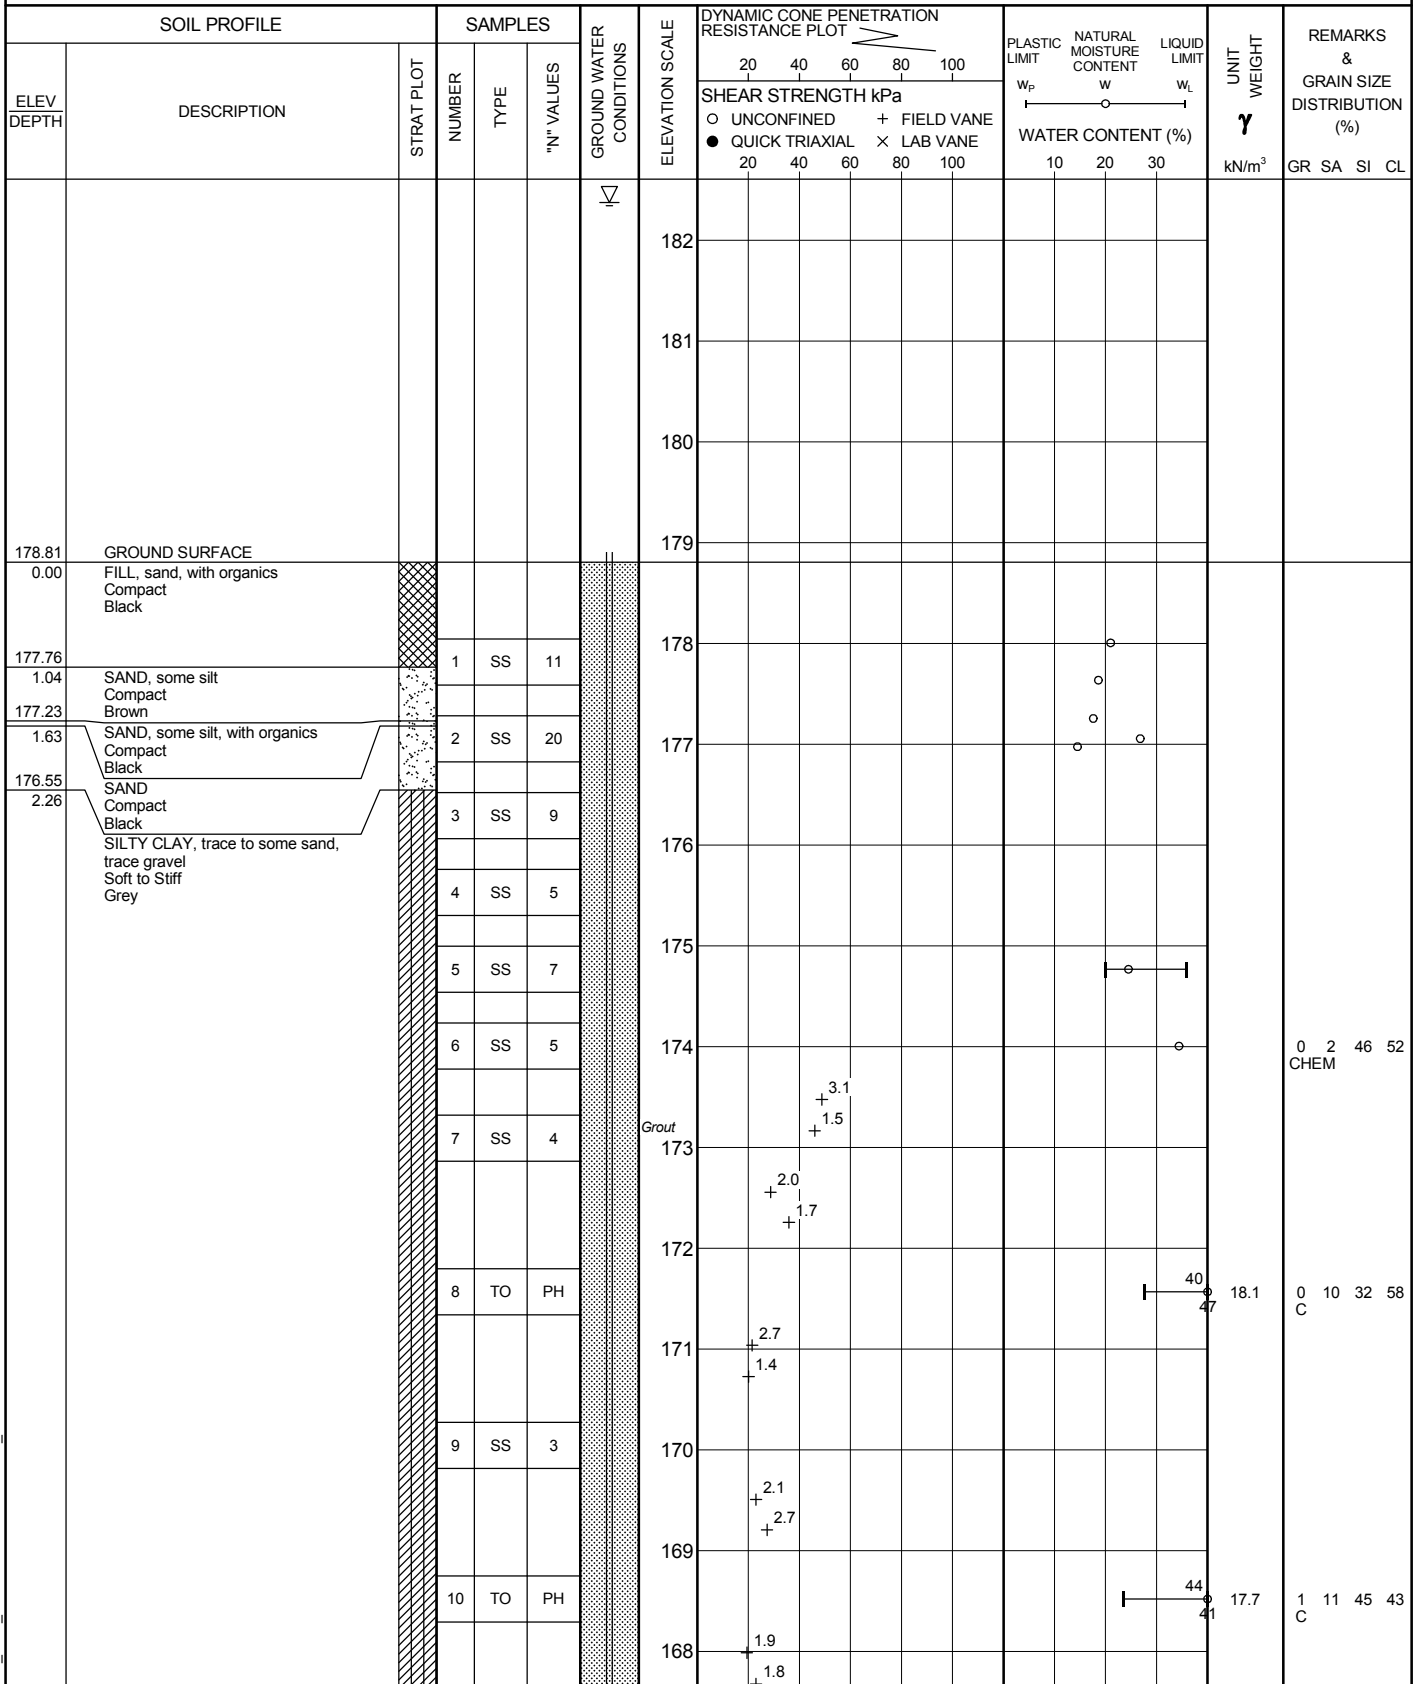 SOIL PROFILE
SAMPLES
GROUND WATER
CONDITIONS
ELEVATION SCALE
DYNAMIC CONE PENETRATION
RESISTANCE PLOT
20 40 60 80 100
SHEAR STRENGTH kPa
UNCONFINED + FIELD VANE
QUICK TRIAXIAL × LAB VANE
20 40 60 80 100
PLASTIC
LIMIT
NATURAL
MOISTURE
CONTENT
LIQUID
LIMIT
WP W WL
WATER CONTENT (%)
10 20 30
UNIT
WEIGHT
γ
kN/m³
REMARKS
&
GRAIN SIZE
DISTRIBUTION
(%)
GR SA SI CL
ELEV
DEPTH
DESCRIPTION
STRAT PLOT
NUMBER
TYPE
"N" VALUES
182
181
180
179
178.81 GROUND SURFACE
0.00 FILL, sand, with organics
Compact
Black
178
177.76
1 SS 11
1.04 SAND, some silt
Compact
177.23 Brown
1.63 SAND, some silt, with organics
Compact
Black
2 SS 20
177
176.55 SAND
2.26 Compact
Black
3 SS 9
176
SILTY CLAY, trace to some sand,
trace gravel
Soft to Stiff
Grey
4 SS 5
175
5 SS 7
6 SS 5
174
0 2 46 52
CHEM
3.1
1.5
Grout
7 SS 4
173
2.0
1.7
172
8 TO PH
40
47
18.1
0 10 32 58
C
2.7
171
1.4
9 SS 3
170
2.1
2.7
169
10 TO PH
44
41
17.7
1 11 45 43
C
1.9
168
1.8